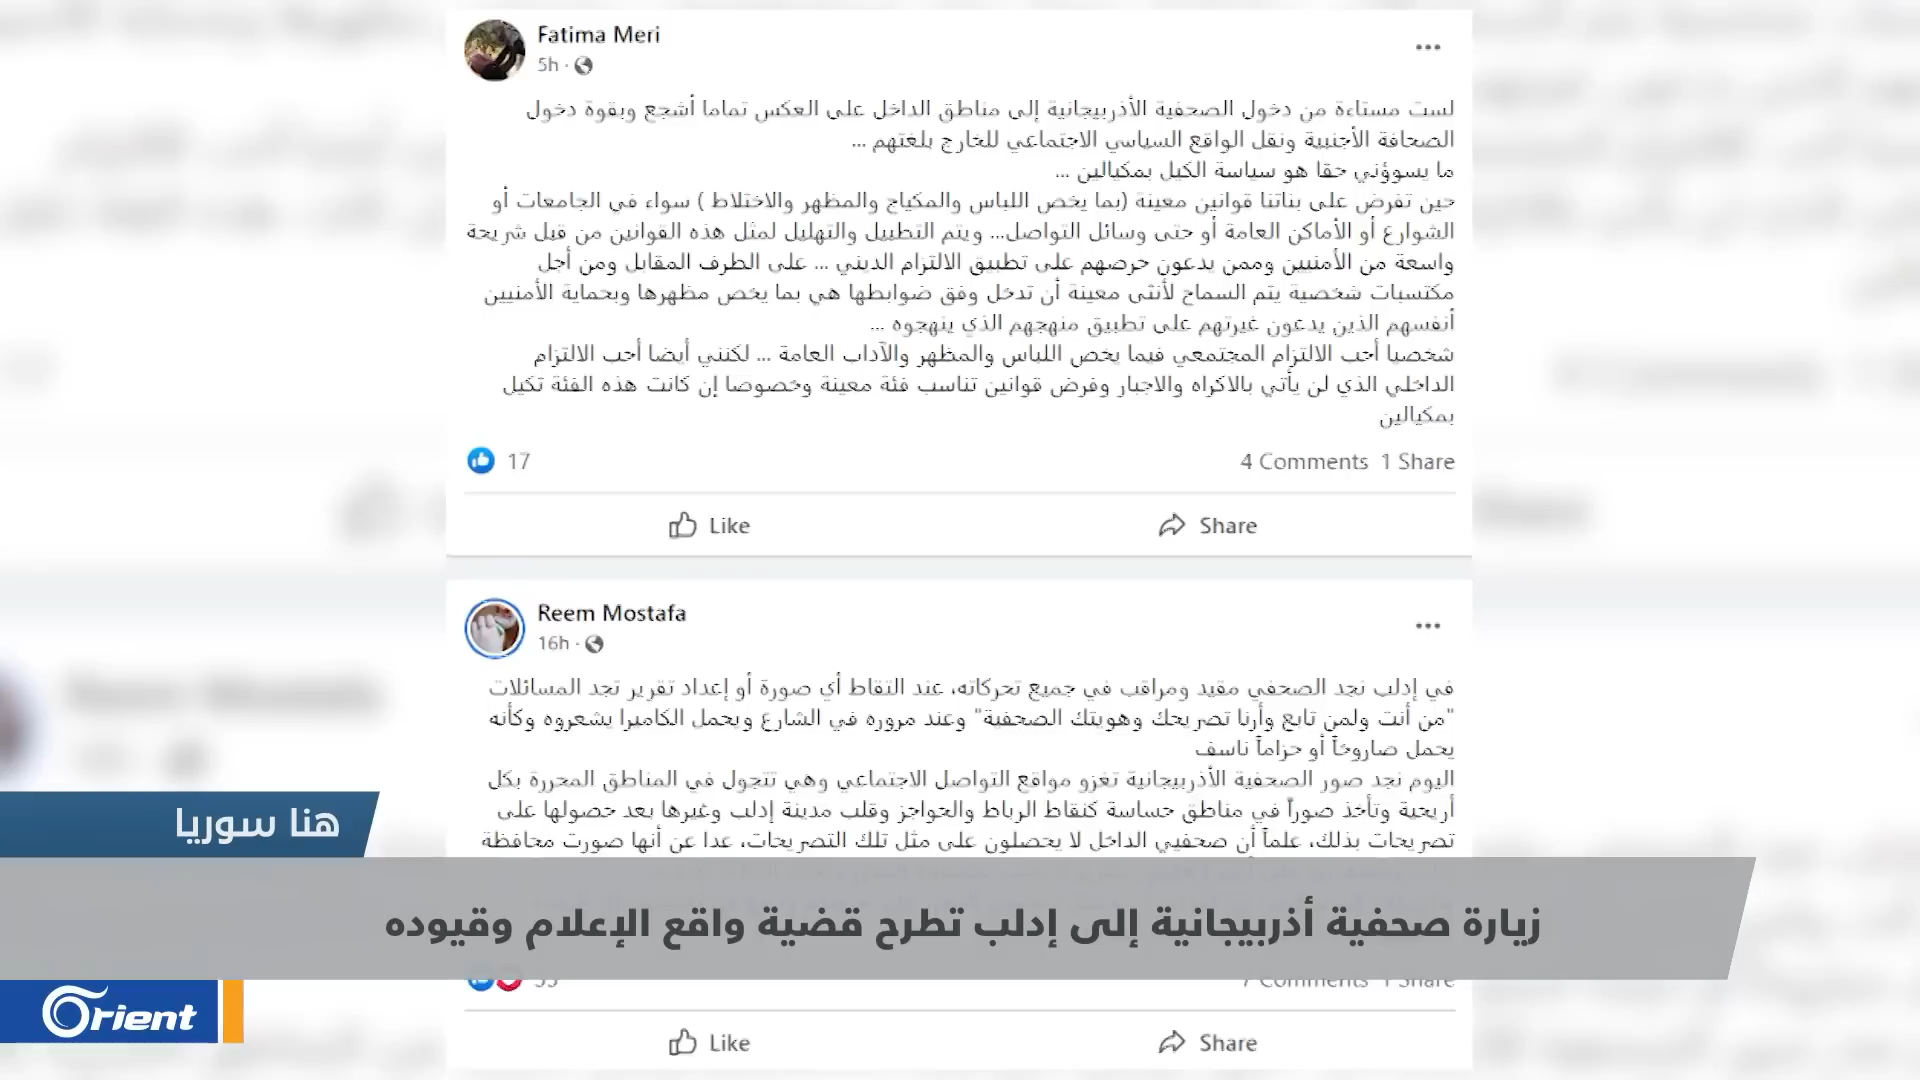 Fatima Meri
5h ·
لست مستاءة من دخول الصحفية الأذربيجانية إلى مناطق الداخل على العكس تماما أشجع وبقوة دخول
الصحافة الأجنبية ونقل الواقع السياسي الاجتماعي للخارج بلغتهم ...
ما يسوؤني حقا هو سياسة الكيل بمكيالين ...
حين تفرض على بناتنا قوانين معينة (بما يخص اللباس والمكياج والمظهر والاختلاط ) سواء في الجامعات أو
الشوارع أو الأماكن العامة أو حتى وسائل التواصل... ويتم التطبيل والتهليل لمثل هذه القوانين من قبل شريحة
واسعة من الأمنيين وممن يدعون حرصهم على تطبيق الالتزام الديني ... على الطرف المقابل ومن أجل
مكتسبات شخصية يتم السماح لأنثى معينة أن تدخل وفق ضوابطها هي بما يخص مظهرها وبحماية الأمنيين
أنفسهم الذين يدعون غيرتهم على تطبيق منهجهم الذي ينهجوه ...
شخصيا أحب الالتزام المجتمعي فيما يخص اللباس والمظهر والآداب العامة ... لكنني أيضا أحب الالتزام
الداخلي الذي لن يأتي بالاكراه والاجبار وفرض قوانين تناسب فئة معينة وخصوصا إن كانت هذه الفئة تكيل
بمكيالين
17 4 Comments 1 Share
Like Share
Reem Mostafa
16h ·
في إدلب نجد الصحفي مقيد ومراقب في جميع تحركاته، عند التقاط أي صورة أو إعداد تقرير تجد المسائلات
"من أنت ولمن تابع وأرنا تصريحك وهويتك الصحفية" وعند مروره في الشارع ويحمل الكاميرا يشعروه وكأنه
يحمل صاروخاً أو حزاماً ناسف
اليوم نجد صور الصحفية الأذربيجانية تغزو مواقع التواصل الاجتماعي وهي تتجول في المناطق المحررة بكل
أريحية وتأخذ صوراً في مناطق حساسة كنقاط الرباط والحواجز وقلب مدينة إدلب وغيرها بعد حصولها على
تصريحات بذلك، علماً أن صحفيي الداخل لا يحصلون على مثل تلك التصريحات، عدا عن أنها صورت محافظة
هنا سوريا
زيارة صحفية أذربيجانية إلى إدلب تطرح قضية واقع الإعلام وقيوده
7 Comments 1 Share
Orient
Like Share